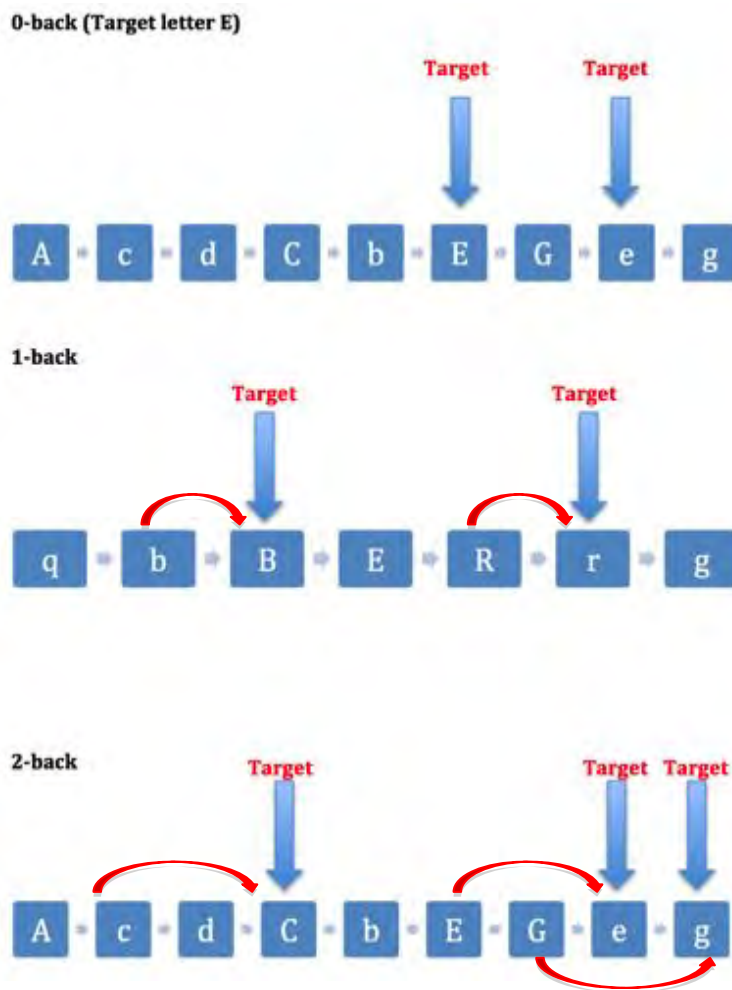 0-back (Target letter E)
Target Target
A c d C b E G e g
1-back
Target Target
q b B E R r g
2-back
Target Target Target
A c d C b E G e g